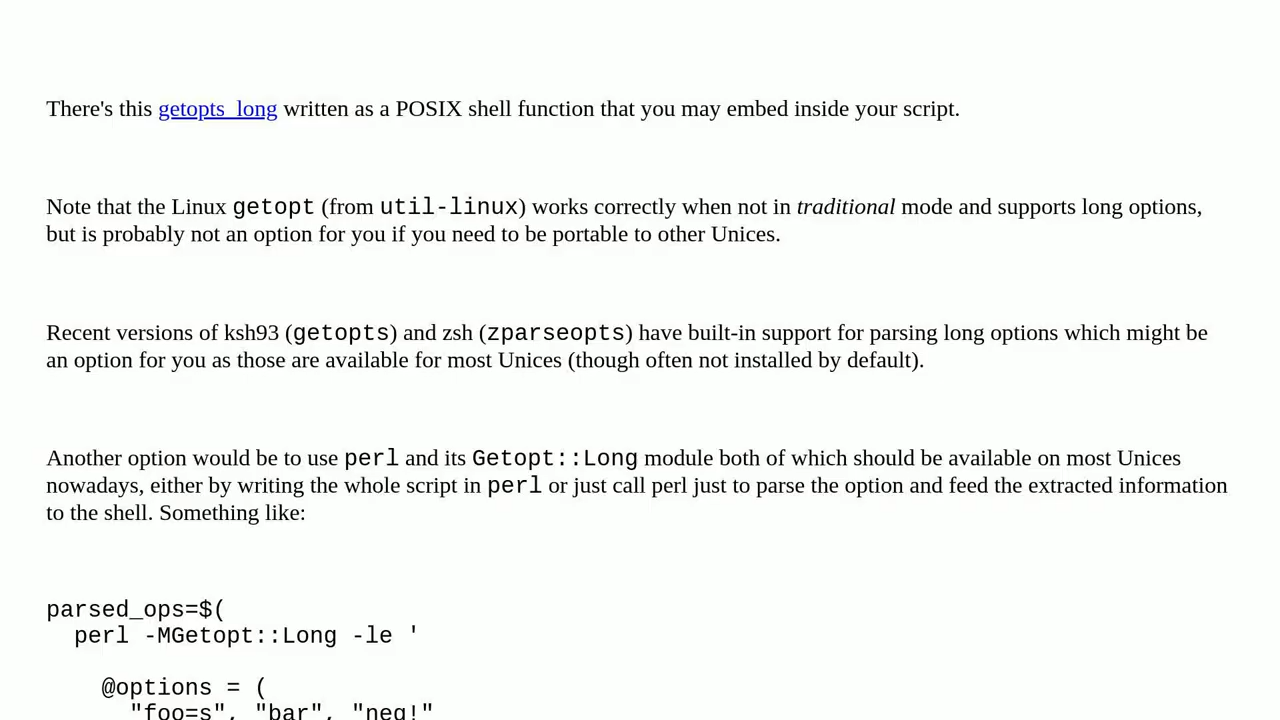 There's this getopts_long written as a POSIX shell function that you may embed inside your script.
Note that the Linux getopt (from util-linux) works correctly when not in traditional mode and supports long options,
but is probably not an option for you if you need to be portable to other Unices.
Recent versions of ksh93 (getopts) and zsh (zparseopts) have built-in support for parsing long options which might be
an option for you as those are available for most Unices (though often not installed by default).
Another option would be to use perl and its Getopt::Long module both of which should be available on most Unices
nowadays, either by writing the whole script in perl or just call perl just to parse the option and feed the extracted information
to the shell. Something like:
parsed_ops=$(
  perl -MGetopt::Long -le '
    @options = (
      "foo=s", "bar", "neg!"